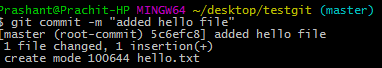 Prashant@Prachit-HP MINGW64 ~/desktop/testgit (master)
$ git commit -m "added hello file"
[master (root-commit) 5c6efc8] added hello file
 1 file changed, 1 insertion(+)
 create mode 100644 hello.txt